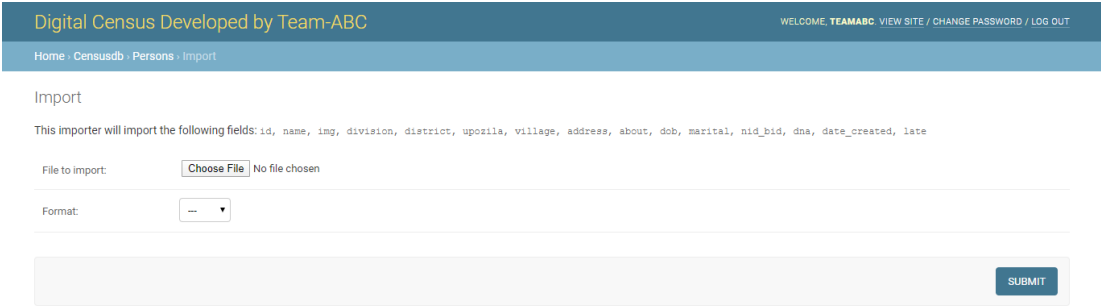 Digital Census Developed by Team-ABC
WELCOME, TEAMABC. VIEW SITE / CHANGE PASSWORD / LOG OUT
Home › Censusdb › Persons › Import
Import
This importer will import the following fields: id, name, img, division, district, upozila, village, address, about, dob, marital, nid_bid, dna, date_created, late
File to import: Choose File No file chosen
Format: ---
SUBMIT